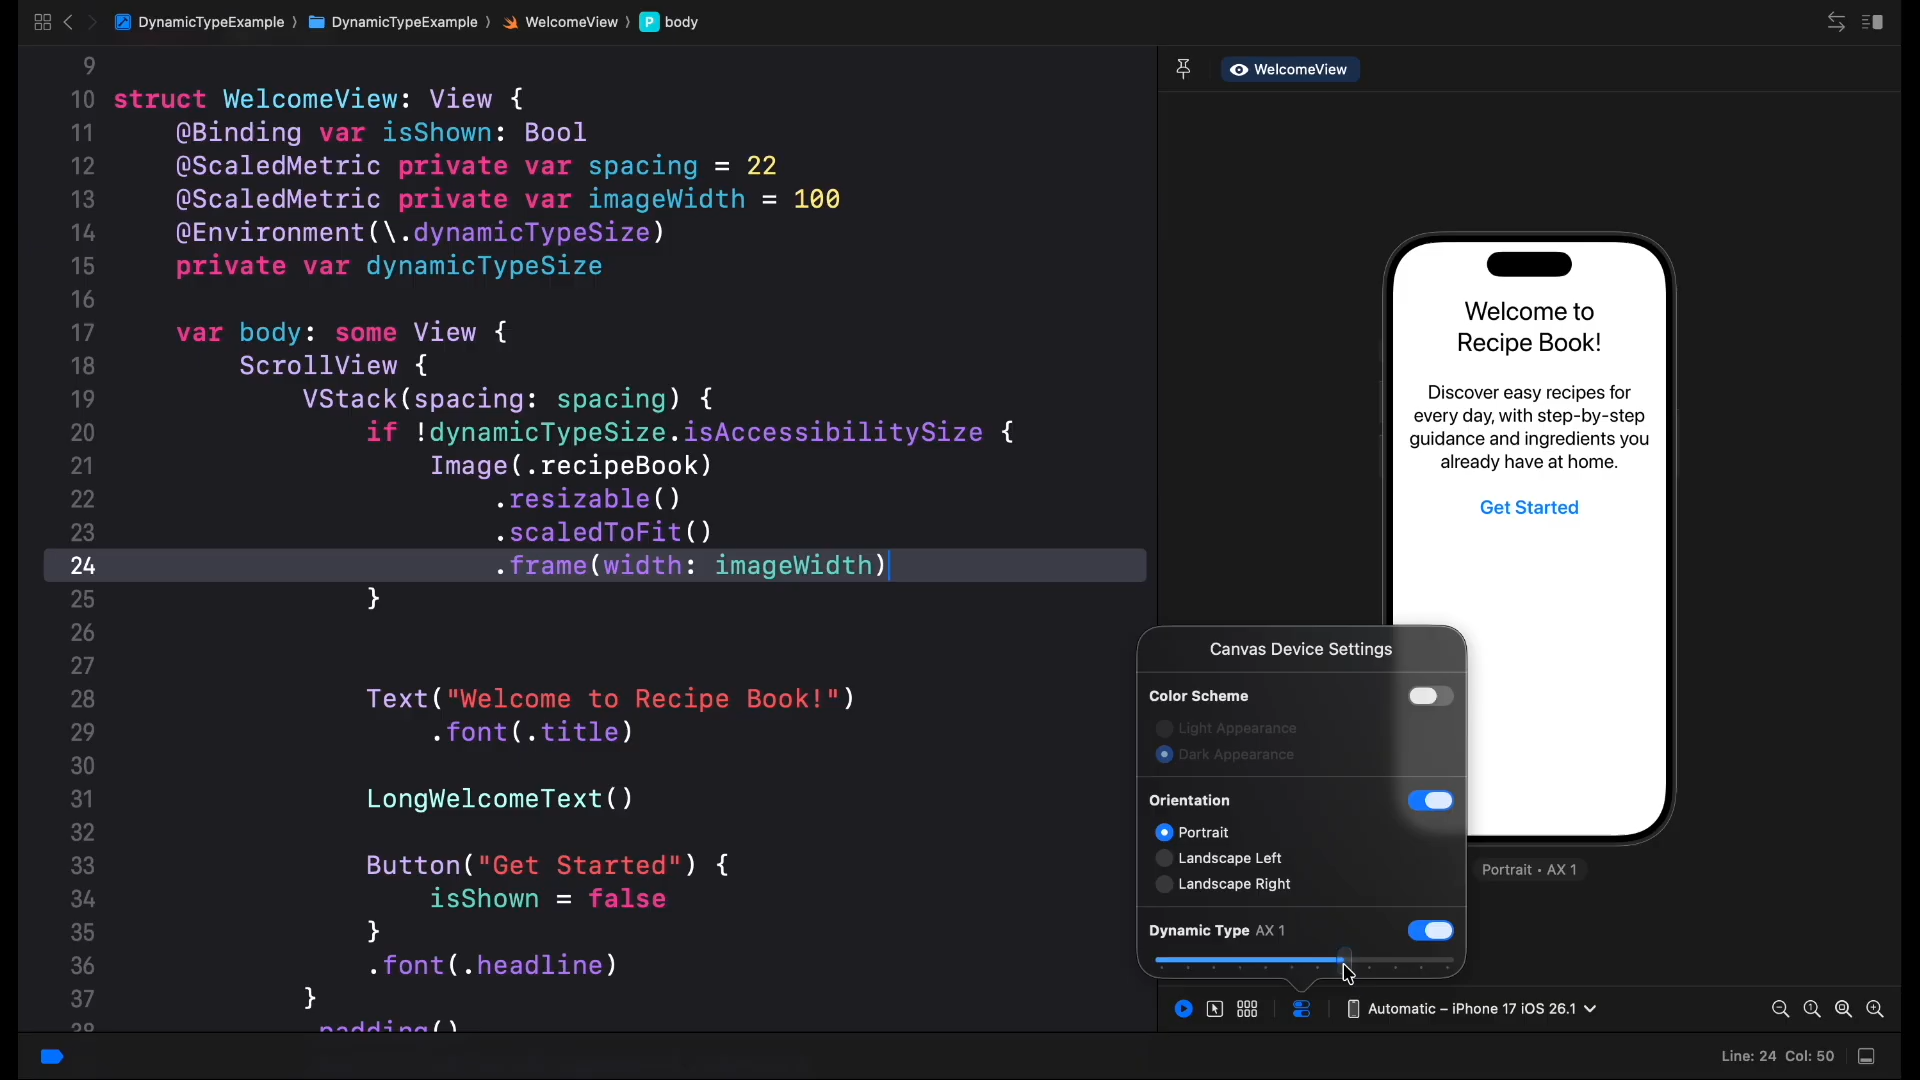 DynamicTypeExample 〉 DynamicTypeExample 〉 WelcomeView 〉 P body
WelcomeView
9
10 struct WelcomeView: View {
11 @Binding var isShown: Bool
12 @ScaledMetric private var spacing = 22
13 @ScaledMetric private var imageWidth = 100
14 @Environment(\.dynamicTypeSize)
15 private var dynamicTypeSize
16
17 var body: some View {
18 ScrollView {
19 VStack(spacing: spacing) {
20 if !dynamicTypeSize.isAccessibilitySize {
21 Image(.recipeBook)
22 .resizable()
23 .scaledToFit()
24 .frame(width: imageWidth)
25 }
26
27
28 Text("Welcome to Recipe Book!")
29 .font(.title)
30
31 LongWelcomeText()
32
33 Button("Get Started") {
34 isShown = false
35 }
36 .font(.headline)
37 }
38 .padding()
Welcome to
Recipe Book!
Discover easy recipes for
every day, with step-by-step
guidance and ingredients you
already have at home.
Get Started
Portrait • AX 1
Canvas Device Settings
Color Scheme
Light Appearance
Dark Appearance
Orientation
Portrait
Landscape Left
Landscape Right
Dynamic Type AX 1
Automatic – iPhone 17 iOS 26.1
Line: 24 Col: 50